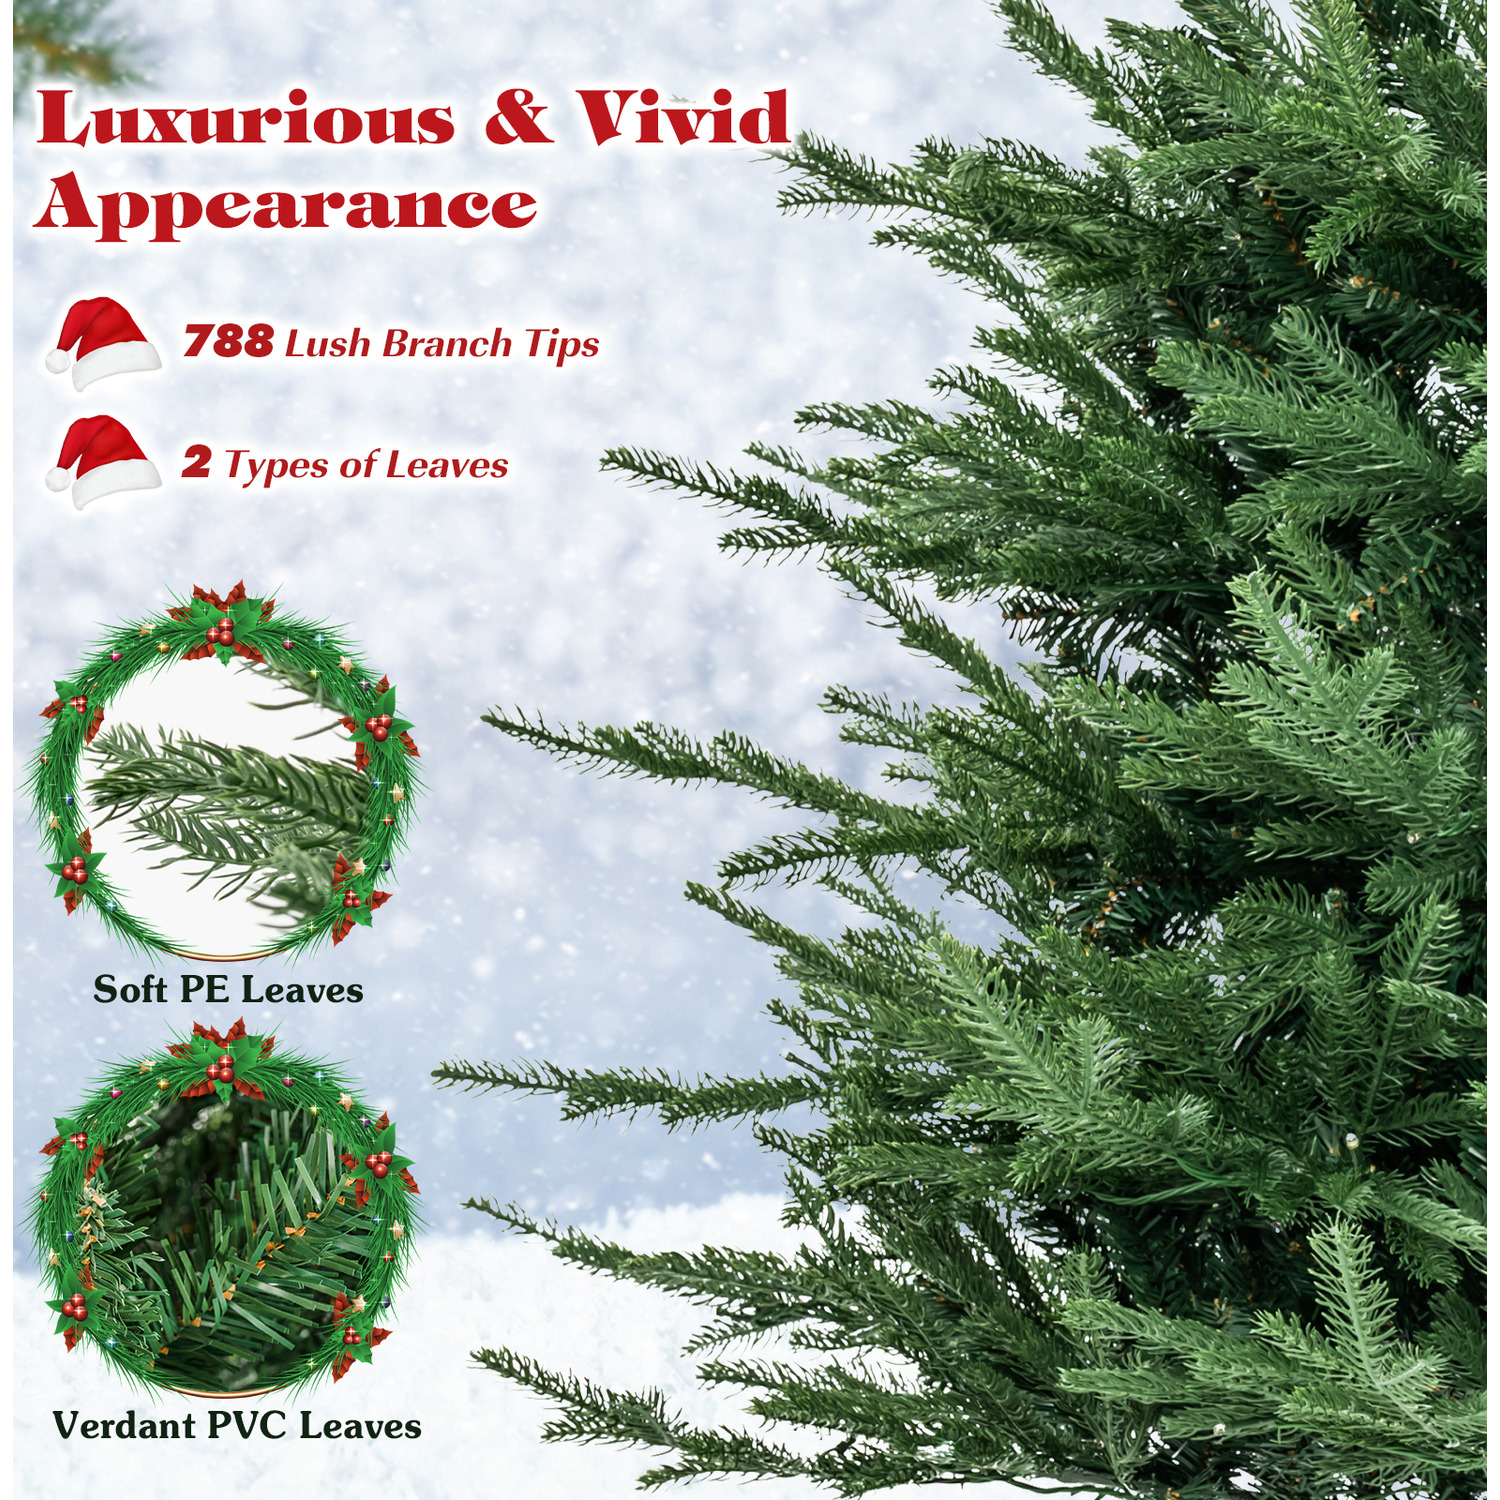 Luxurious & Vivid
Appearance
788 Lush Branch Tips
2 Types of Leaves
Soft PE Leaves
Verdant PVC Leaves